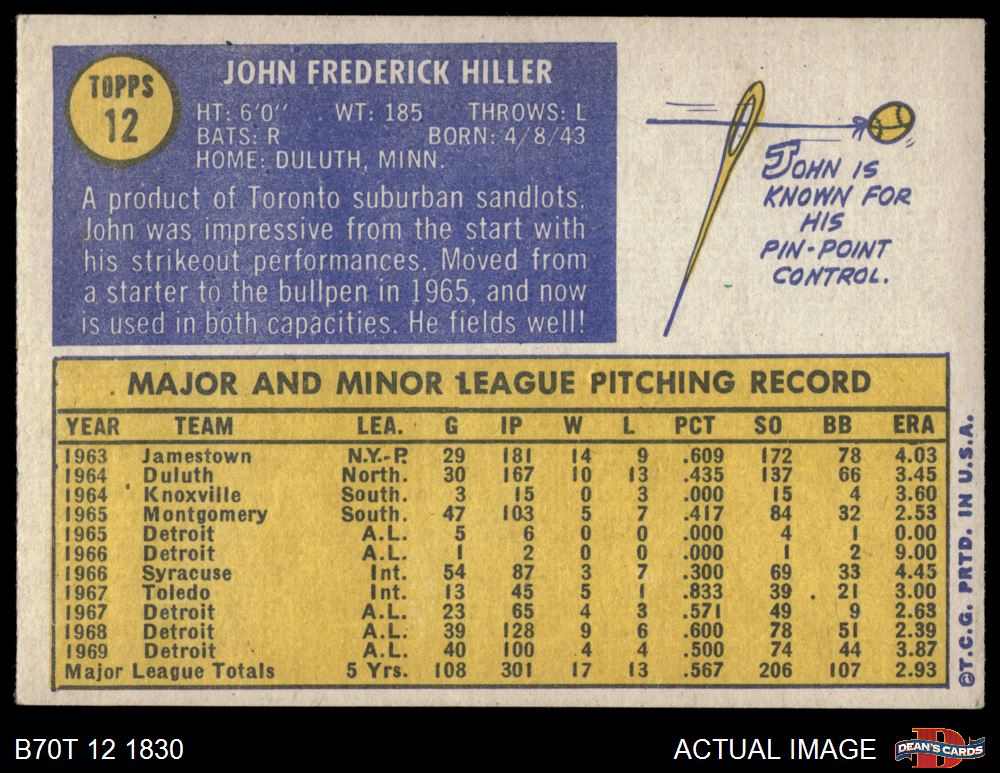 TOPPS
12
JOHN FREDERICK HILLER
HT: 6'0" WT: 185 THROWS: L
BATS: R BORN: 4/8/43
HOME: DULUTH, MINN.
A product of Toronto suburban sandlots,
John was impressive from the start with
his strikeout performances. Moved from
a starter to the bullpen in 1965, and now
is used in both capacities. He fields well!
JOHN IS
KNOWN FOR
HIS
PIN-POINT
CONTROL.
MAJOR AND MINOR LEAGUE PITCHING RECORD
YEAR TEAM LEA. G IP W L PCT SO BB ERA
1963 Jamestown N.Y.-P. 29 181 14 9 .609 172 78 4.03
1964 Duluth North. 30 167 10 13 .435 137 66 3.45
1964 Knoxville South. 3 15 0 3 .000 15 4 3.60
1965 Montgomery South. 47 103 5 7 .417 84 32 2.53
1965 Detroit A.L. 5 6 0 0 .000 4 1 0.00
1966 Detroit A.L. 1 2 0 0 .000 1 2 9.00
1966 Syracuse Int. 54 87 3 7 .300 69 33 4.45
1967 Toledo Int. 13 45 5 1 .833 39 21 3.00
1967 Detroit A.L. 23 65 4 3 .571 49 9 2.63
1968 Detroit A.L. 39 128 9 6 .600 78 51 2.39
1969 Detroit A.L. 40 100 4 4 .500 74 44 3.87
Major League Totals 5 Yrs. 108 301 17 13 .567 206 107 2.93
©T.C.G. PRTD. IN U.S.A.
B70T 12 1830
ACTUAL IMAGE
D
DEAN'S CARDS